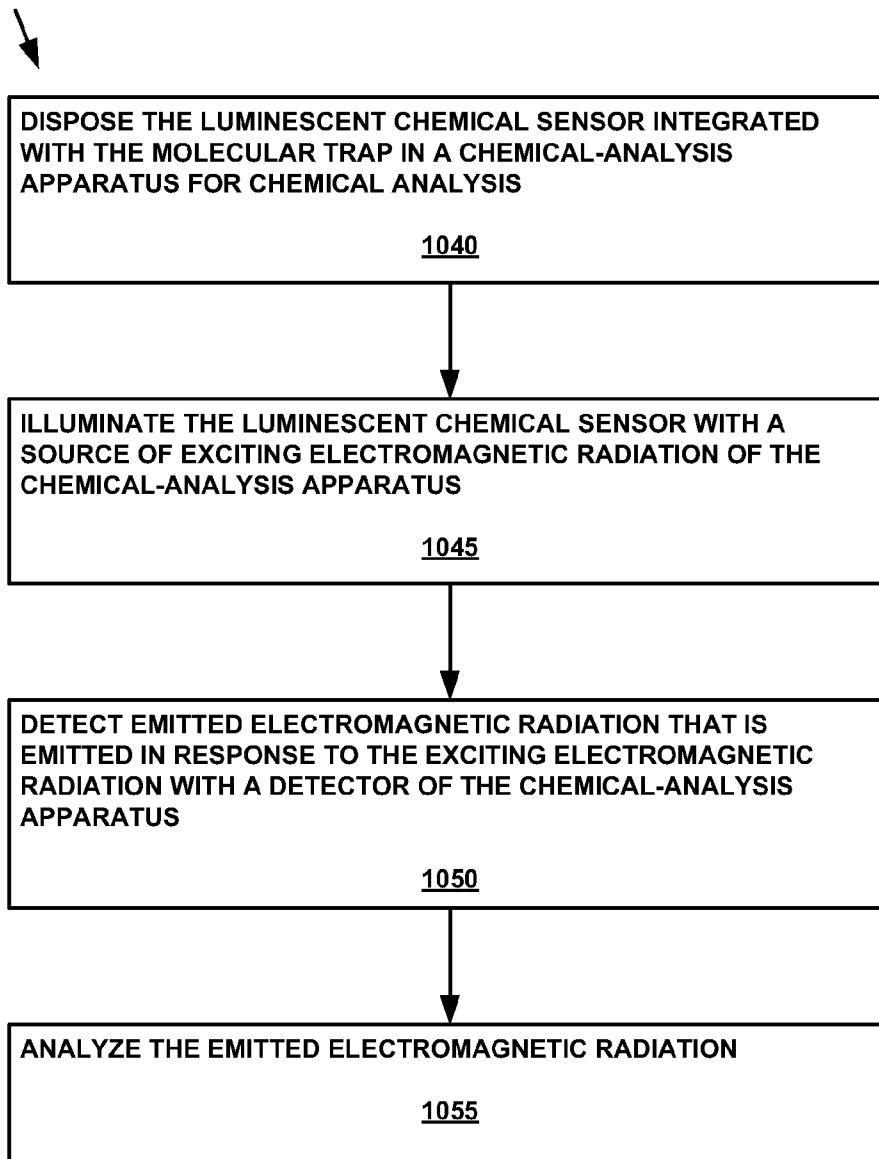 DISPOSE THE LUMINESCENT CHEMICAL SENSOR INTEGRATED
WITH THE MOLECULAR TRAP IN A CHEMICAL-ANALYSIS
APPARATUS FOR CHEMICAL ANALYSIS
1040
ILLUMINATE THE LUMINESCENT CHEMICAL SENSOR WITH A
SOURCE OF EXCITING ELECTROMAGNETIC RADIATION OF THE
CHEMICAL-ANALYSIS APPARATUS
1045
DETECT EMITTED ELECTROMAGNETIC RADIATION THAT IS
EMITTED IN RESPONSE TO THE EXCITING ELECTROMAGNETIC
RADIATION WITH A DETECTOR OF THE CHEMICAL-ANALYSIS
APPARATUS
1050
ANALYZE THE EMITTED ELECTROMAGNETIC RADIATION
1055